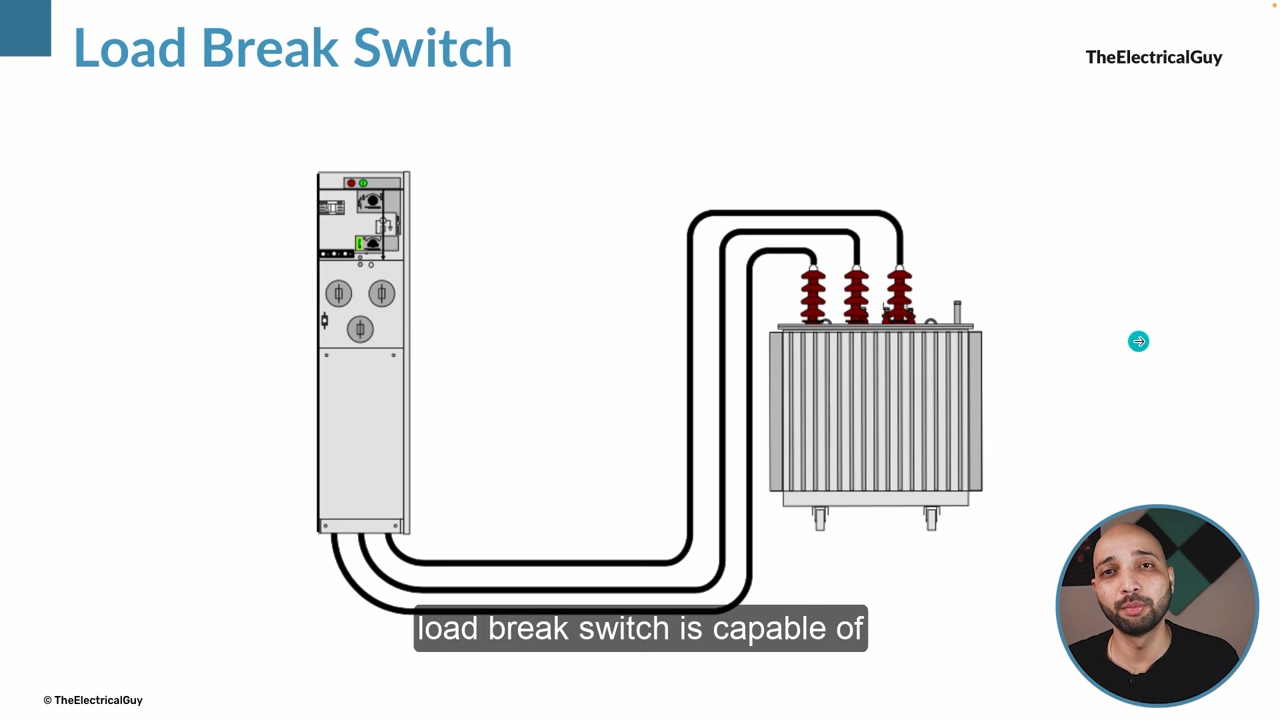 Load Break Switch
TheElectricalGuy
load break switch is capable of
© TheElectricalGuy